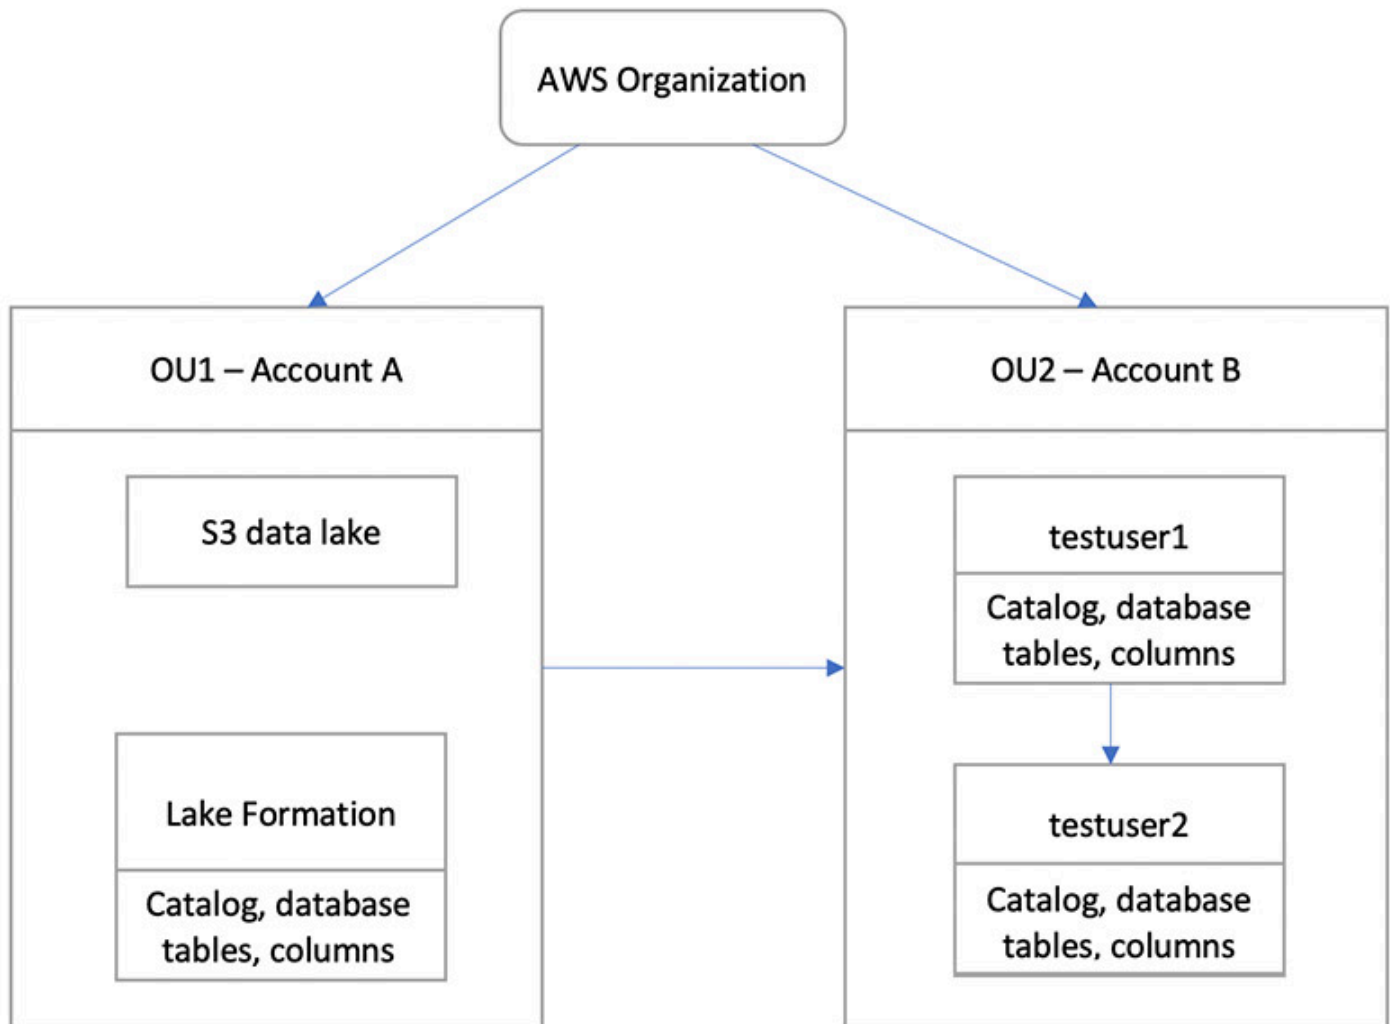 AWS Organization
OU1 – Account A
S3 data lake
Lake Formation
Catalog, database
tables, columns
OU2 – Account B
testuser1
Catalog, database
tables, columns
testuser2
Catalog, database
tables, columns